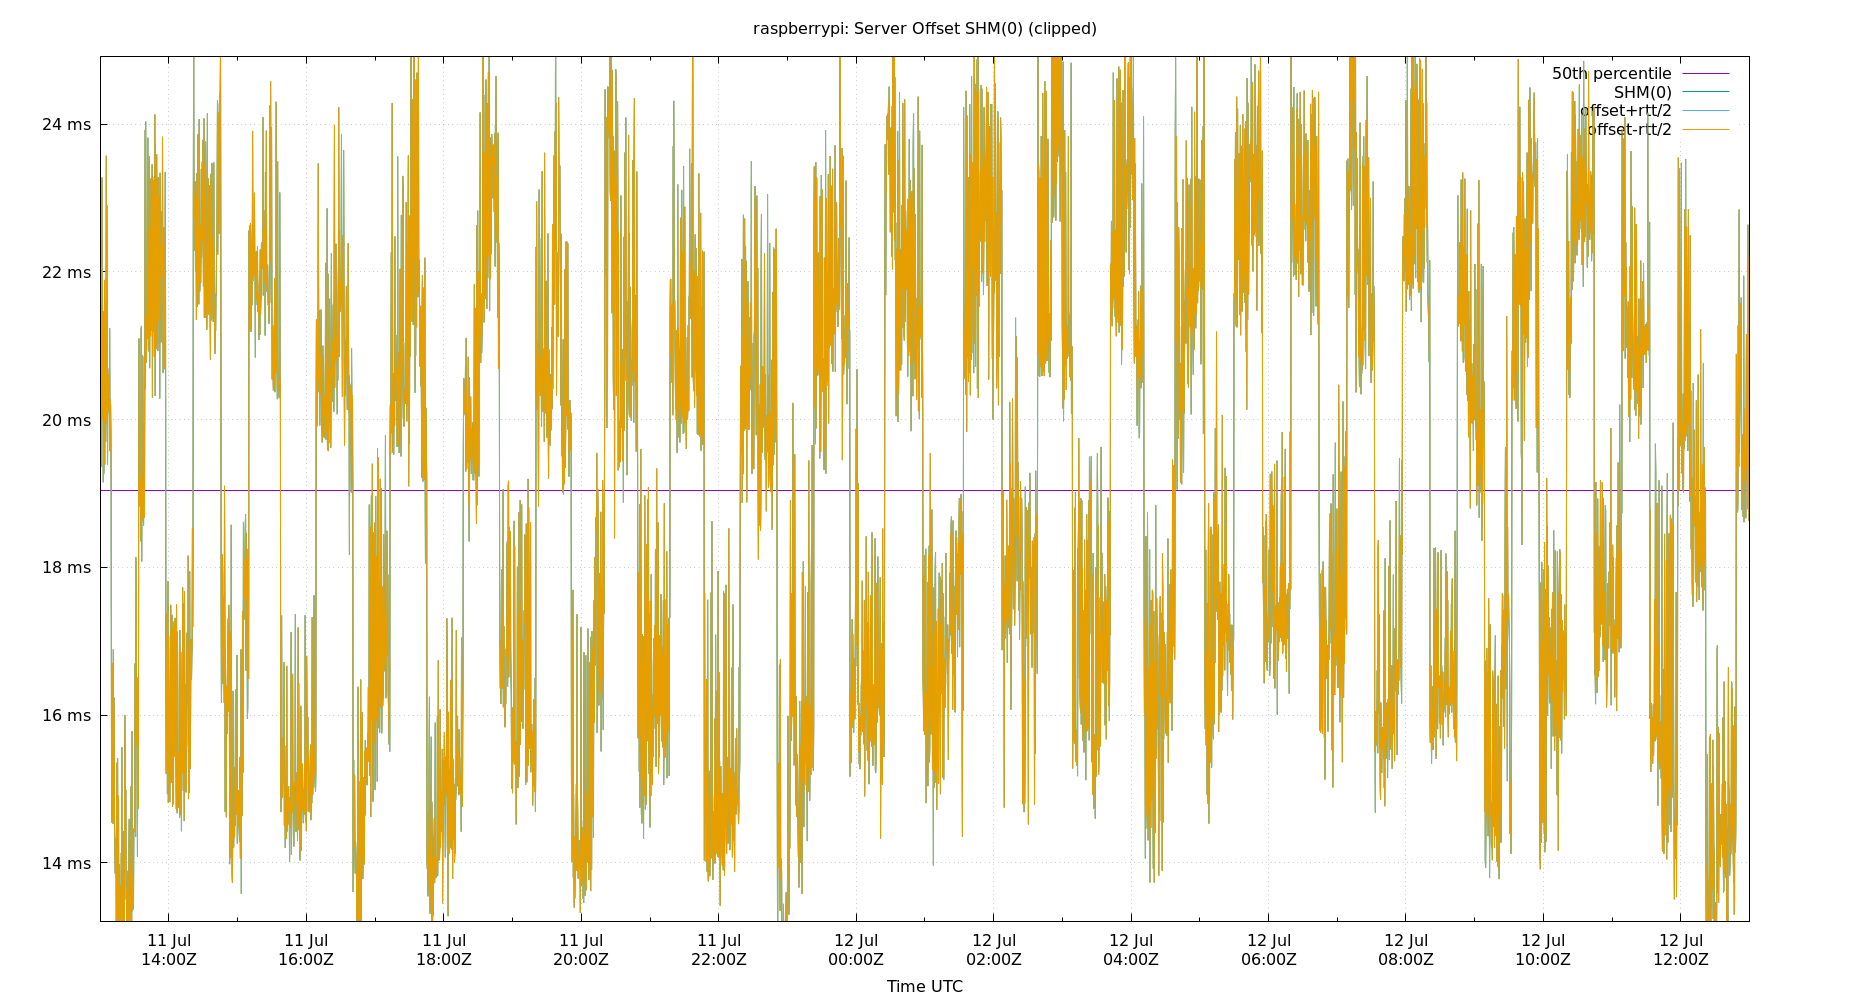 raspberrypi: Server Offset SHM(0) (clipped)
50th percentile
SHM(0)
offset+rtt/2
offset-rtt/2
24 ms
22 ms
20 ms
18 ms
16 ms
14 ms
11 Jul 11 Jul 11 Jul 11 Jul 11 Jul 12 Jul 12 Jul 12 Jul 12 Jul 12 Jul 12 Jul 12 Jul
14:00Z 16:00Z 18:00Z 20:00Z 22:00Z 00:00Z 02:00Z 04:00Z 06:00Z 08:00Z 10:00Z 12:00Z
Time UTC